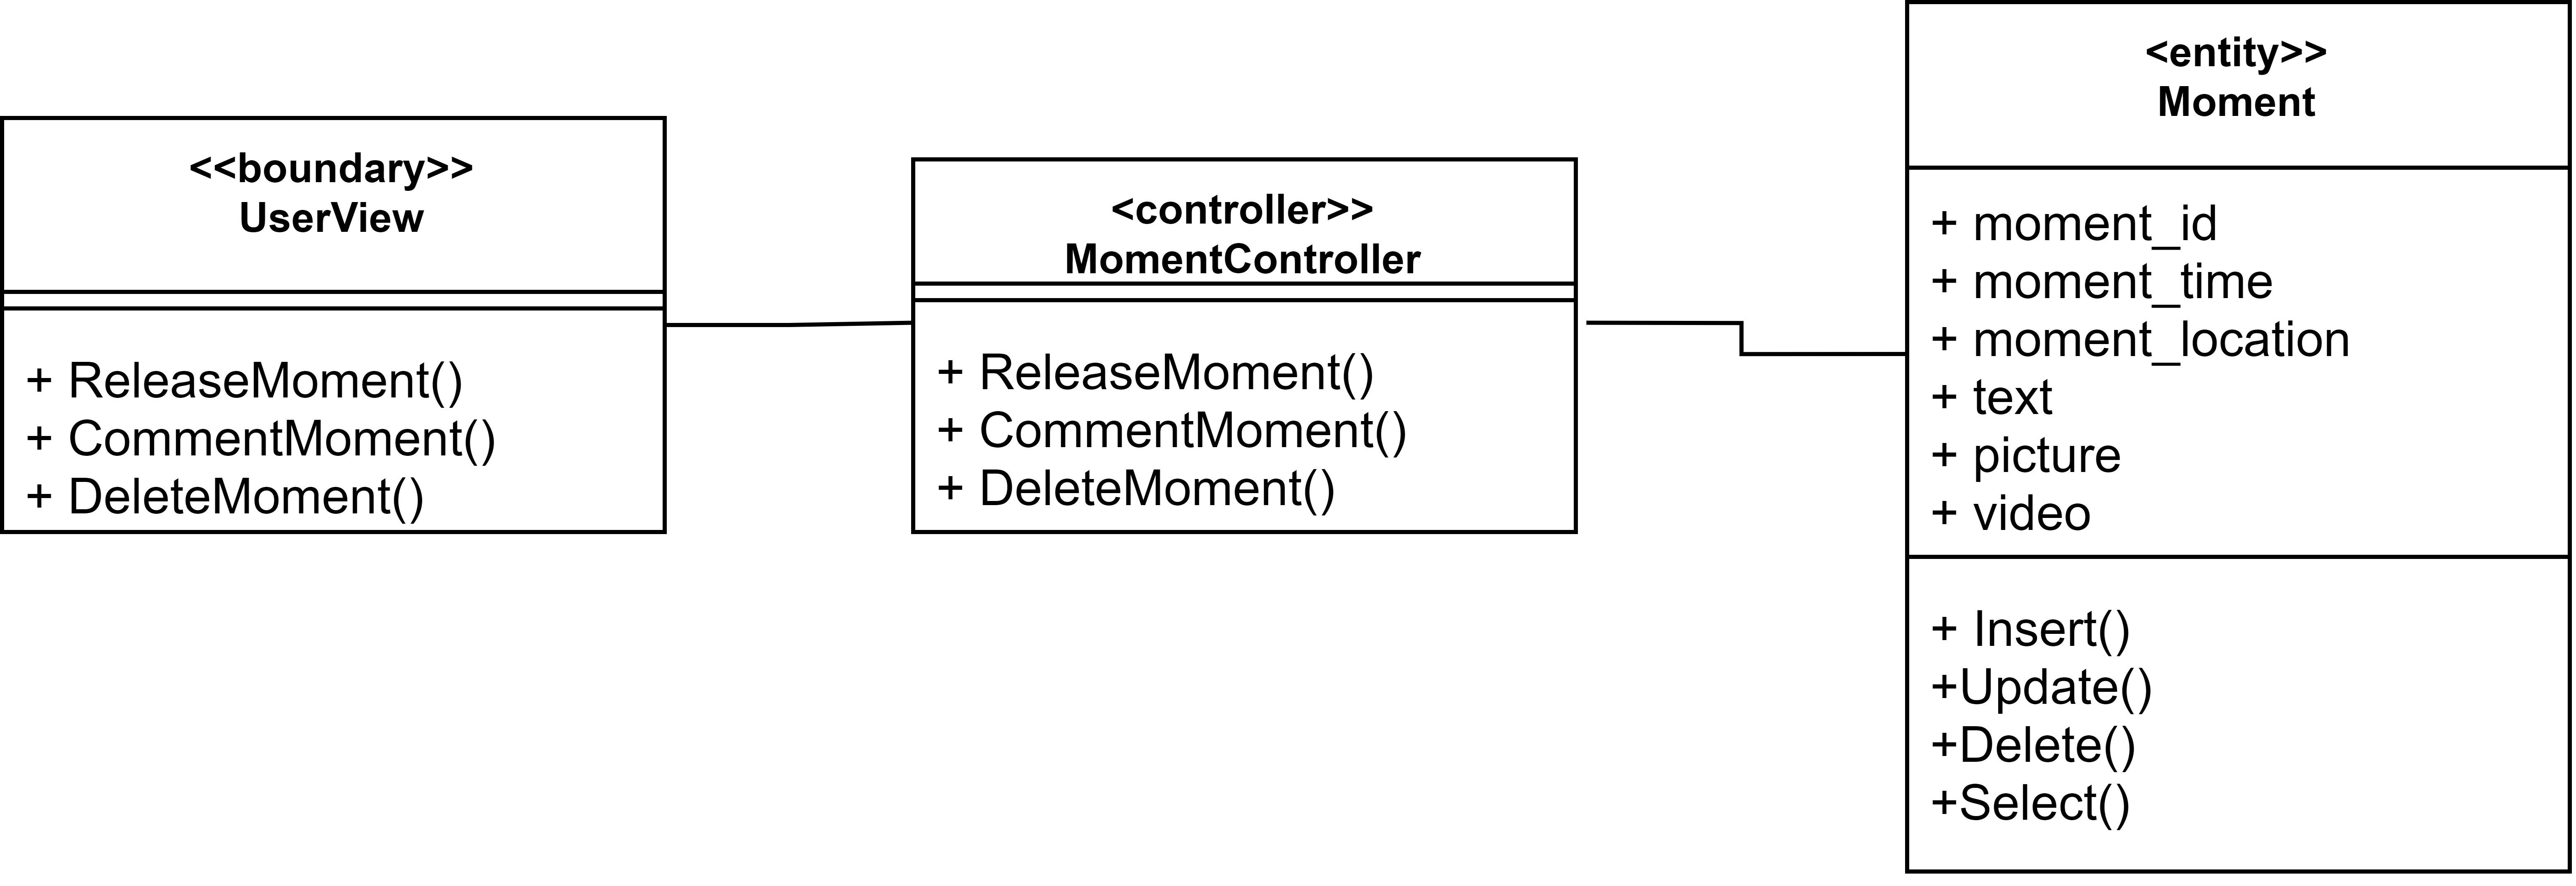 <<boundary>>
UserView
+ ReleaseMoment()
+ CommentMoment()
+ DeleteMoment()
<controller>>
MomentController
+ ReleaseMoment()
+ CommentMoment()
+ DeleteMoment()
<entity>>
Moment
+ moment_id
+ moment_time
+ moment_location
+ text
+ picture
+ video
+ Insert()
+Update()
+Delete()
+Select()